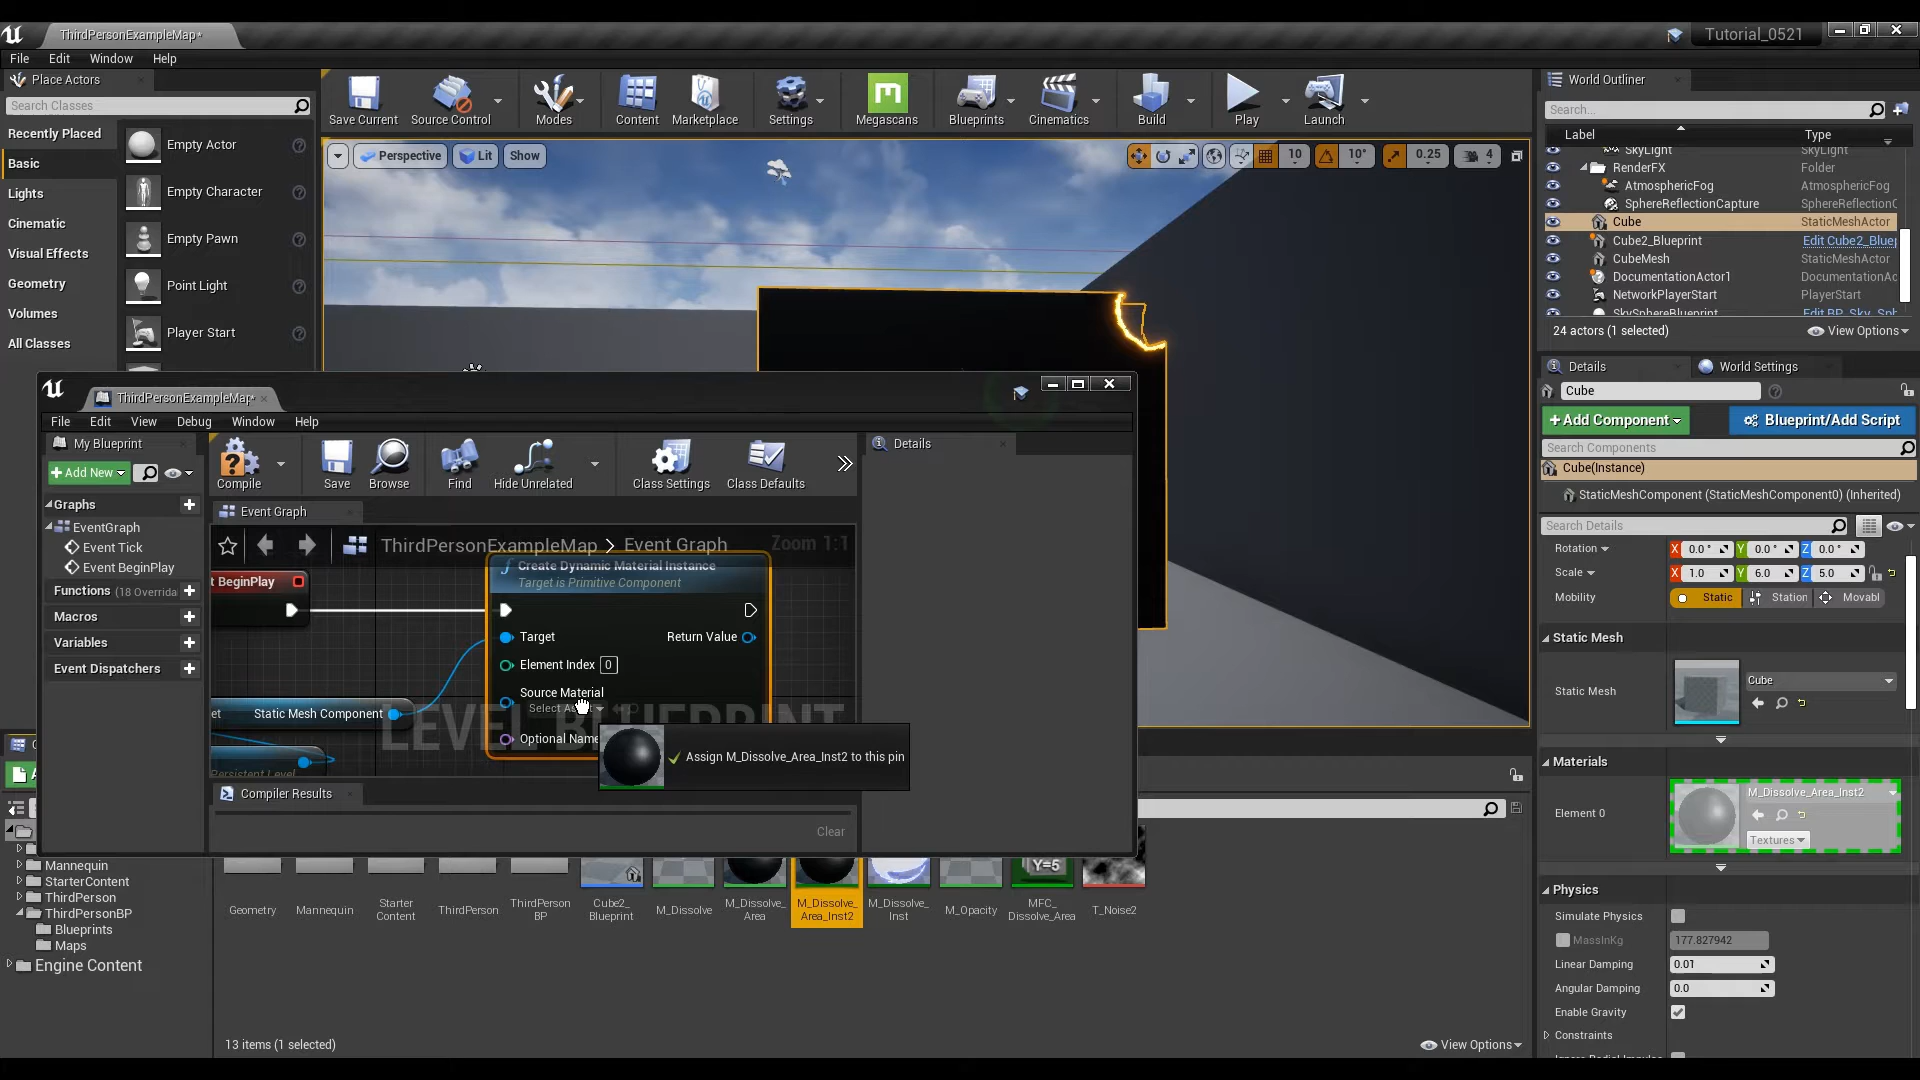 ThirdPersonExampleMap*
Tutorial_0521
File Edit Window Help
Place Actors
Search Classes
Recently Placed
Basic
Lights
Cinematic
Visual Effects
Geometry
Volumes
All Classes
Empty Actor
Empty Character
Empty Pawn
Point Light
Player Start
Save Current
Source Control
Modes
Content
Marketplace
Settings
Megascans
Blueprints
Cinematics
Build
Play
Launch
Perspective
Lit
Show
10
10°
0.25
4
World Outliner
Search...
Label Type
SkyLight SkyLight
RenderFX Folder
AtmosphericFog AtmosphericFog
SphereReflectionCapture SphereReflectionC
Cube StaticMeshActor
Cube2_Blueprint Edit Cube2_Bluep
CubeMesh StaticMeshActor
DocumentationActor1 DocumentationAc
NetworkPlayerStart PlayerStart
SkySphereBlueprint Edit BP_Sky_Sph
24 actors (1 selected)
View Options
Details
World Settings
Cube
+Add Component
Blueprint/Add Script
Search Components
Cube(Instance)
StaticMeshComponent (StaticMeshComponent0) (Inherited)
Search Details
Rotation X 0.0° Y 0.0° Z 0.0°
Scale X 1.0 Y 6.0 Z 5.0
Mobility Static Station Movabl
Static Mesh
Static Mesh Cube
Materials
Element 0
M_Dissolve_Area_Inst2
Textures
Physics
Simulate Physics
MassInKg 177.827942
Linear Damping 0.01
Angular Damping 0.0
Enable Gravity
Constraints
ThirdPersonExampleMap*
File Edit View Debug Window Help
My Blueprint
+Add New
Graphs
EventGraph
Event Tick
Event BeginPlay
Functions (18 Overrida
Macros
Variables
Event Dispatchers
Compile
Save
Browse
Find
Hide Unrelated
Class Settings
Class Defaults
Details
Event Graph
ThirdPersonExampleMap > Event Graph
Zoom 1:1
t BeginPlay
Create Dynamic Material Instance
Target is Primitive Component
Target
Return Value
Element Index 0
Source Material
Select As
Optional Name
et Static Mesh Component
Persistent Level
LEVEL BLUEPRINT
Assign M_Dissolve_Area_Inst2 to this pin
Compiler Results
Clear
Mannequin
StarterContent
ThirdPerson
ThirdPersonBP
Blueprints
Maps
Engine Content
Y=5
Geometry
Mannequin
Starter
Content
ThirdPerson
ThirdPerson
BP
Cube2_
Blueprint
M_Dissolve
M_Dissolve_
Area
M_Dissolve_
Area_Inst2
M_Dissolve_
Inst
M_Opacity
MFC_
Dissolve_Area
T_Noise2
13 items (1 selected)
View Options